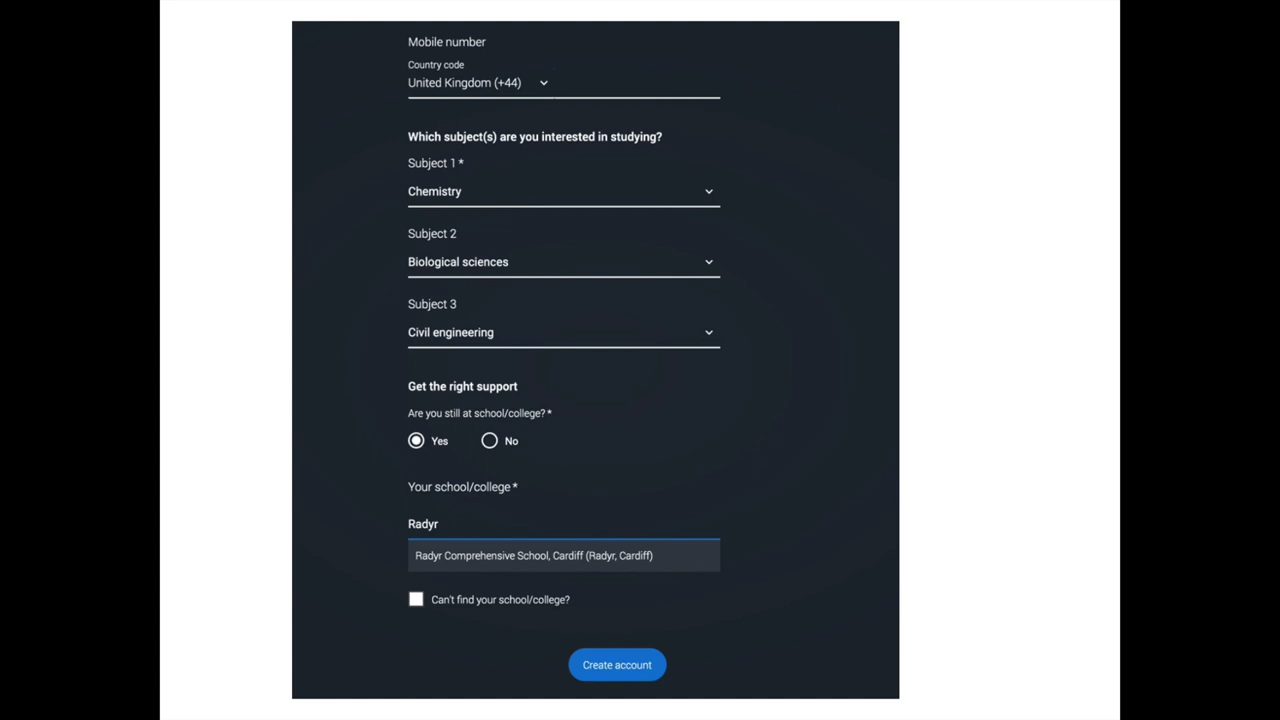 Mobile number
Country code
United Kingdom (+44)
Which subject(s) are you interested in studying?
Subject 1 *
Chemistry
Subject 2
Biological sciences
Subject 3
Civil engineering
Get the right support
Are you still at school/college? *
Yes No
Your school/college *
Radyr
Radyr Comprehensive School, Cardiff (Radyr, Cardiff)
Can't find your school/college?
Create account